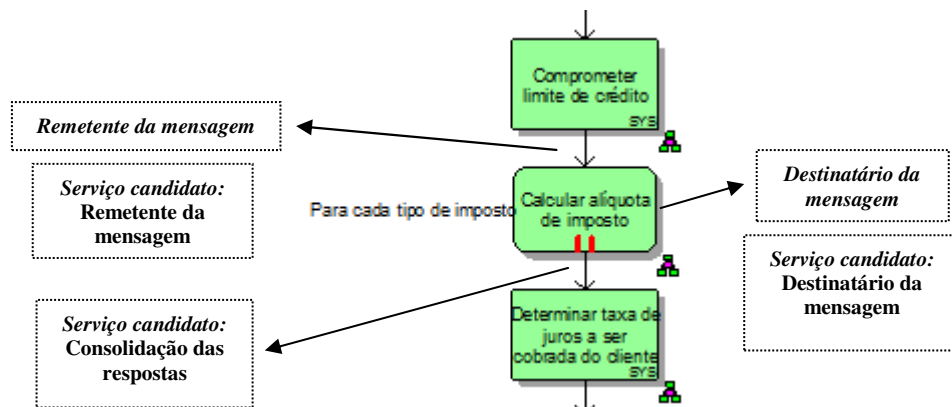 Comprometer
limite de crédito
SYS
Remetente da mensagem
Serviço candidato:
Remetente da
mensagem
Para cada tipo de imposto
Calcular alíquota
de imposto
Destinatário da
mensagem
Serviço candidato:
Destinatário da
mensagem
Serviço candidato:
Consolidação das
respostas
Determinar taxa de
juros a ser
cobrada do cliente
SYS